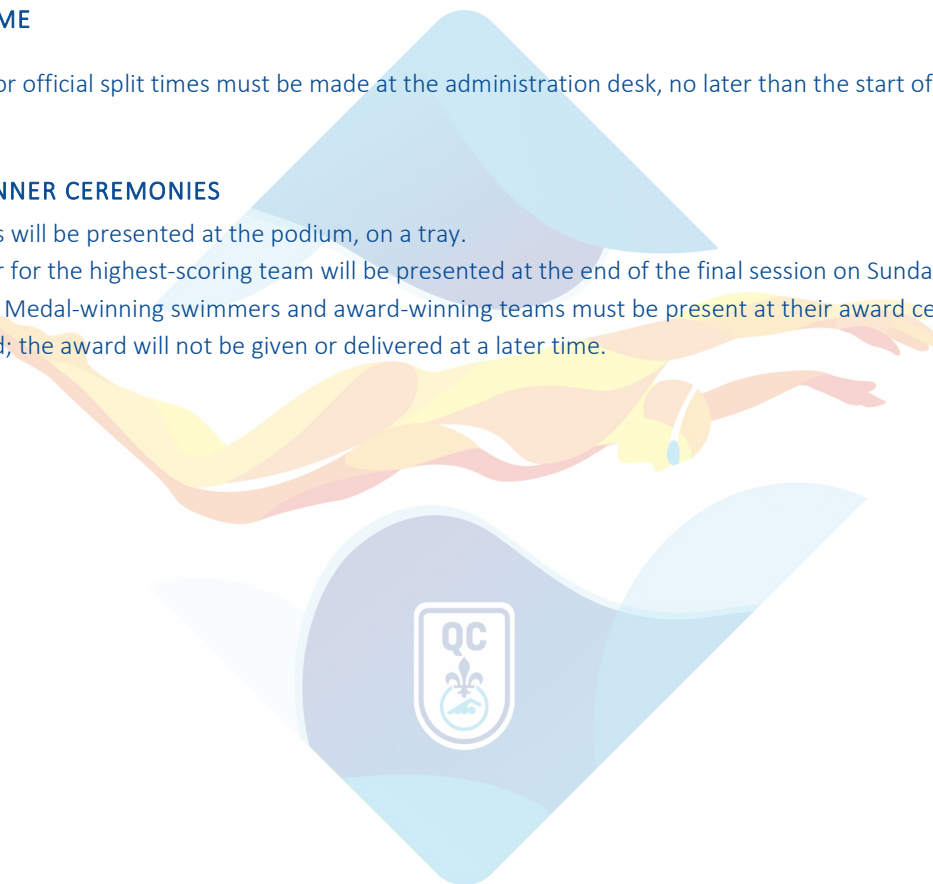 ME
or official split times must be made at the administration desk, no later than the start of
NNER CEREMONIES
s will be presented at the podium, on a tray.
r for the highest-scoring team will be presented at the end of the final session on Sunda
Medal-winning swimmers and award-winning teams must be present at their award ce
d; the award will not be given or delivered at a later time.
QC